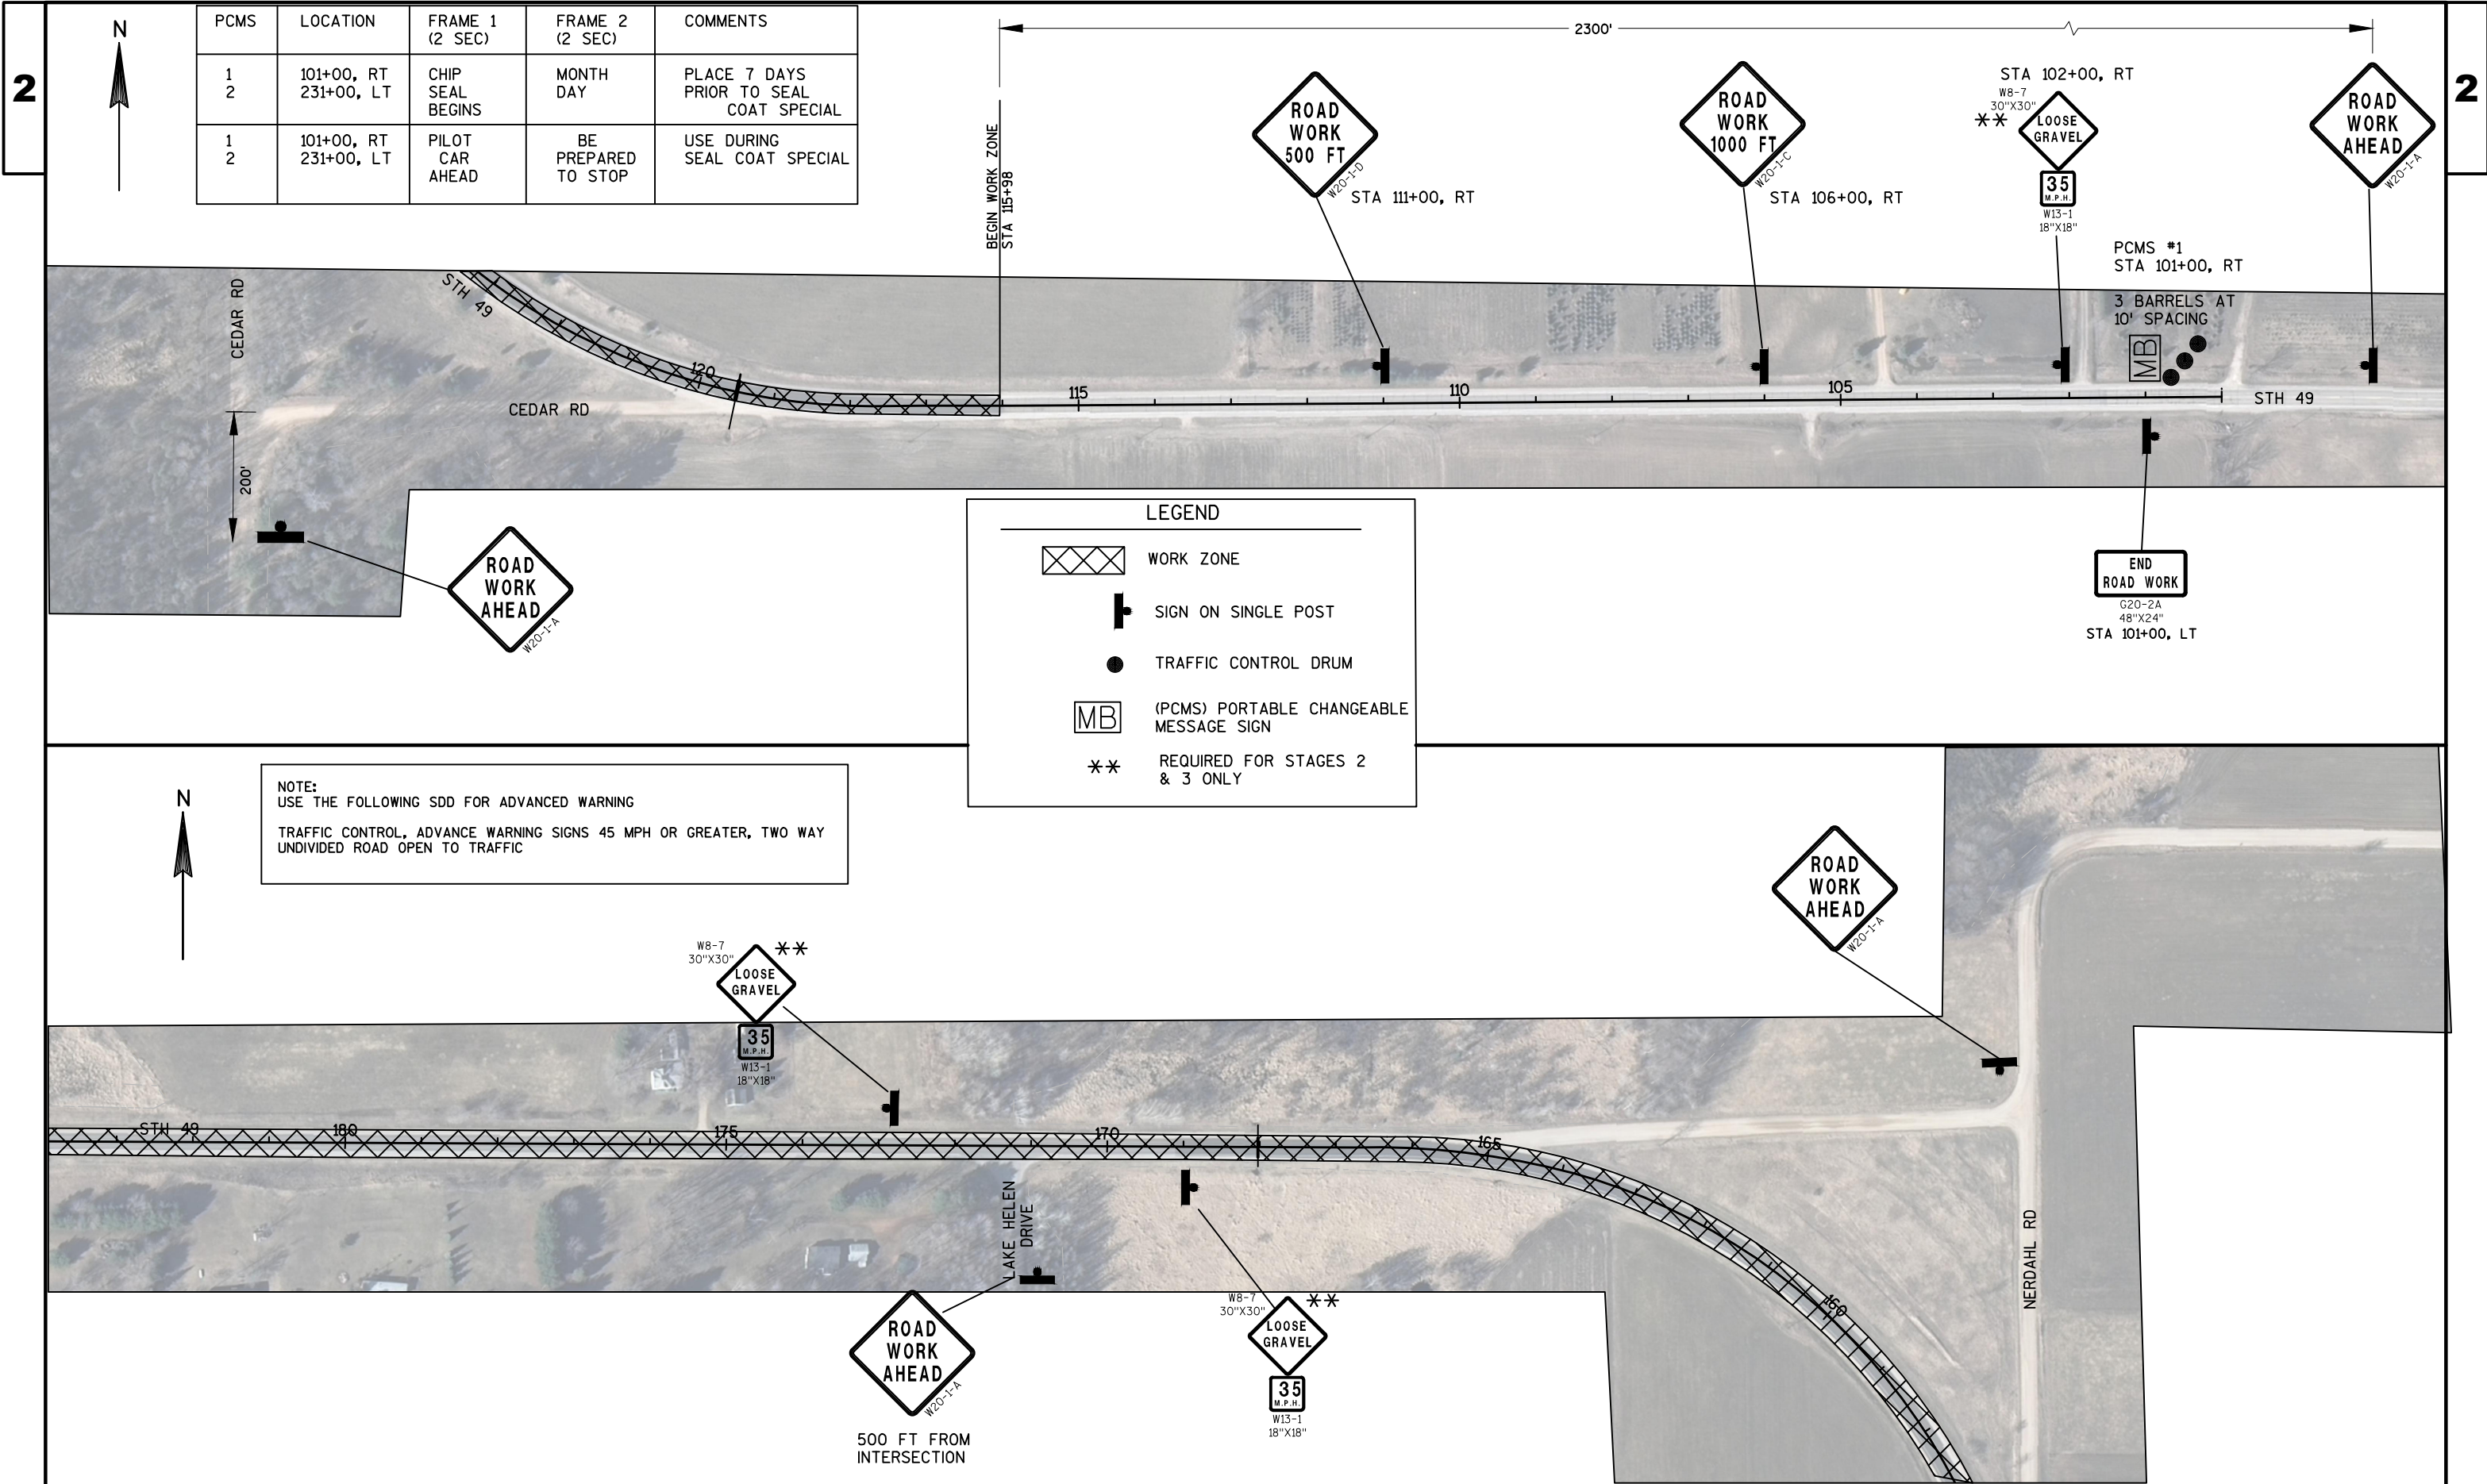 2
N
PCMS LOCATION FRAME 1 (2 SEC) FRAME 2 (2 SEC) COMMENTS
1 101+00, RT CHIP MONTH PLACE 7 DAYS
2 231+00, LT SEAL DAY PRIOR TO SEAL
BEGINS COAT SPECIAL
1 101+00, RT PILOT BE USE DURING
2 231+00, LT CAR PREPARED SEAL COAT SPECIAL
AHEAD TO STOP
2300'
2
BEGIN WORK ZONE
STA 115+98
ROAD
WORK
500 FT
W20-1-D
STA 111+00, RT
ROAD
WORK
1000 FT
W20-1-C
STA 106+00, RT
STA 102+00, RT
W8-7
30"X30"
**
LOOSE
GRAVEL
35
M.P.H.
W13-1
18"X18"
ROAD
WORK
AHEAD
W20-1-A
PCMS #1
STA 101+00, RT
3 BARRELS AT
10' SPACING
MB
CEDAR RD
STH 49
120
CEDAR RD
115
110
105
STH 49
200'
ROAD
WORK
AHEAD
W20-1-A
END
ROAD WORK
G20-2A
48"X24"
STA 101+00, LT
LEGEND
WORK ZONE
SIGN ON SINGLE POST
TRAFFIC CONTROL DRUM
MB
(PCMS) PORTABLE CHANGEABLE
MESSAGE SIGN
**
REQUIRED FOR STAGES 2
& 3 ONLY
N
NOTE:
USE THE FOLLOWING SDD FOR ADVANCED WARNING
TRAFFIC CONTROL, ADVANCE WARNING SIGNS 45 MPH OR GREATER, TWO WAY
UNDIVIDED ROAD OPEN TO TRAFFIC
ROAD
WORK
AHEAD
W20-1-A
W8-7
30"X30"
**
LOOSE
GRAVEL
35
M.P.H.
W13-1
18"X18"
STH 49
180
175
170
165
160
LAKE HELEN
DRIVE
NERDAHL RD
ROAD
WORK
AHEAD
W20-1-A
500 FT FROM
INTERSECTION
W8-7
30"X30"
**
LOOSE
GRAVEL
35
M.P.H.
W13-1
18"X18"